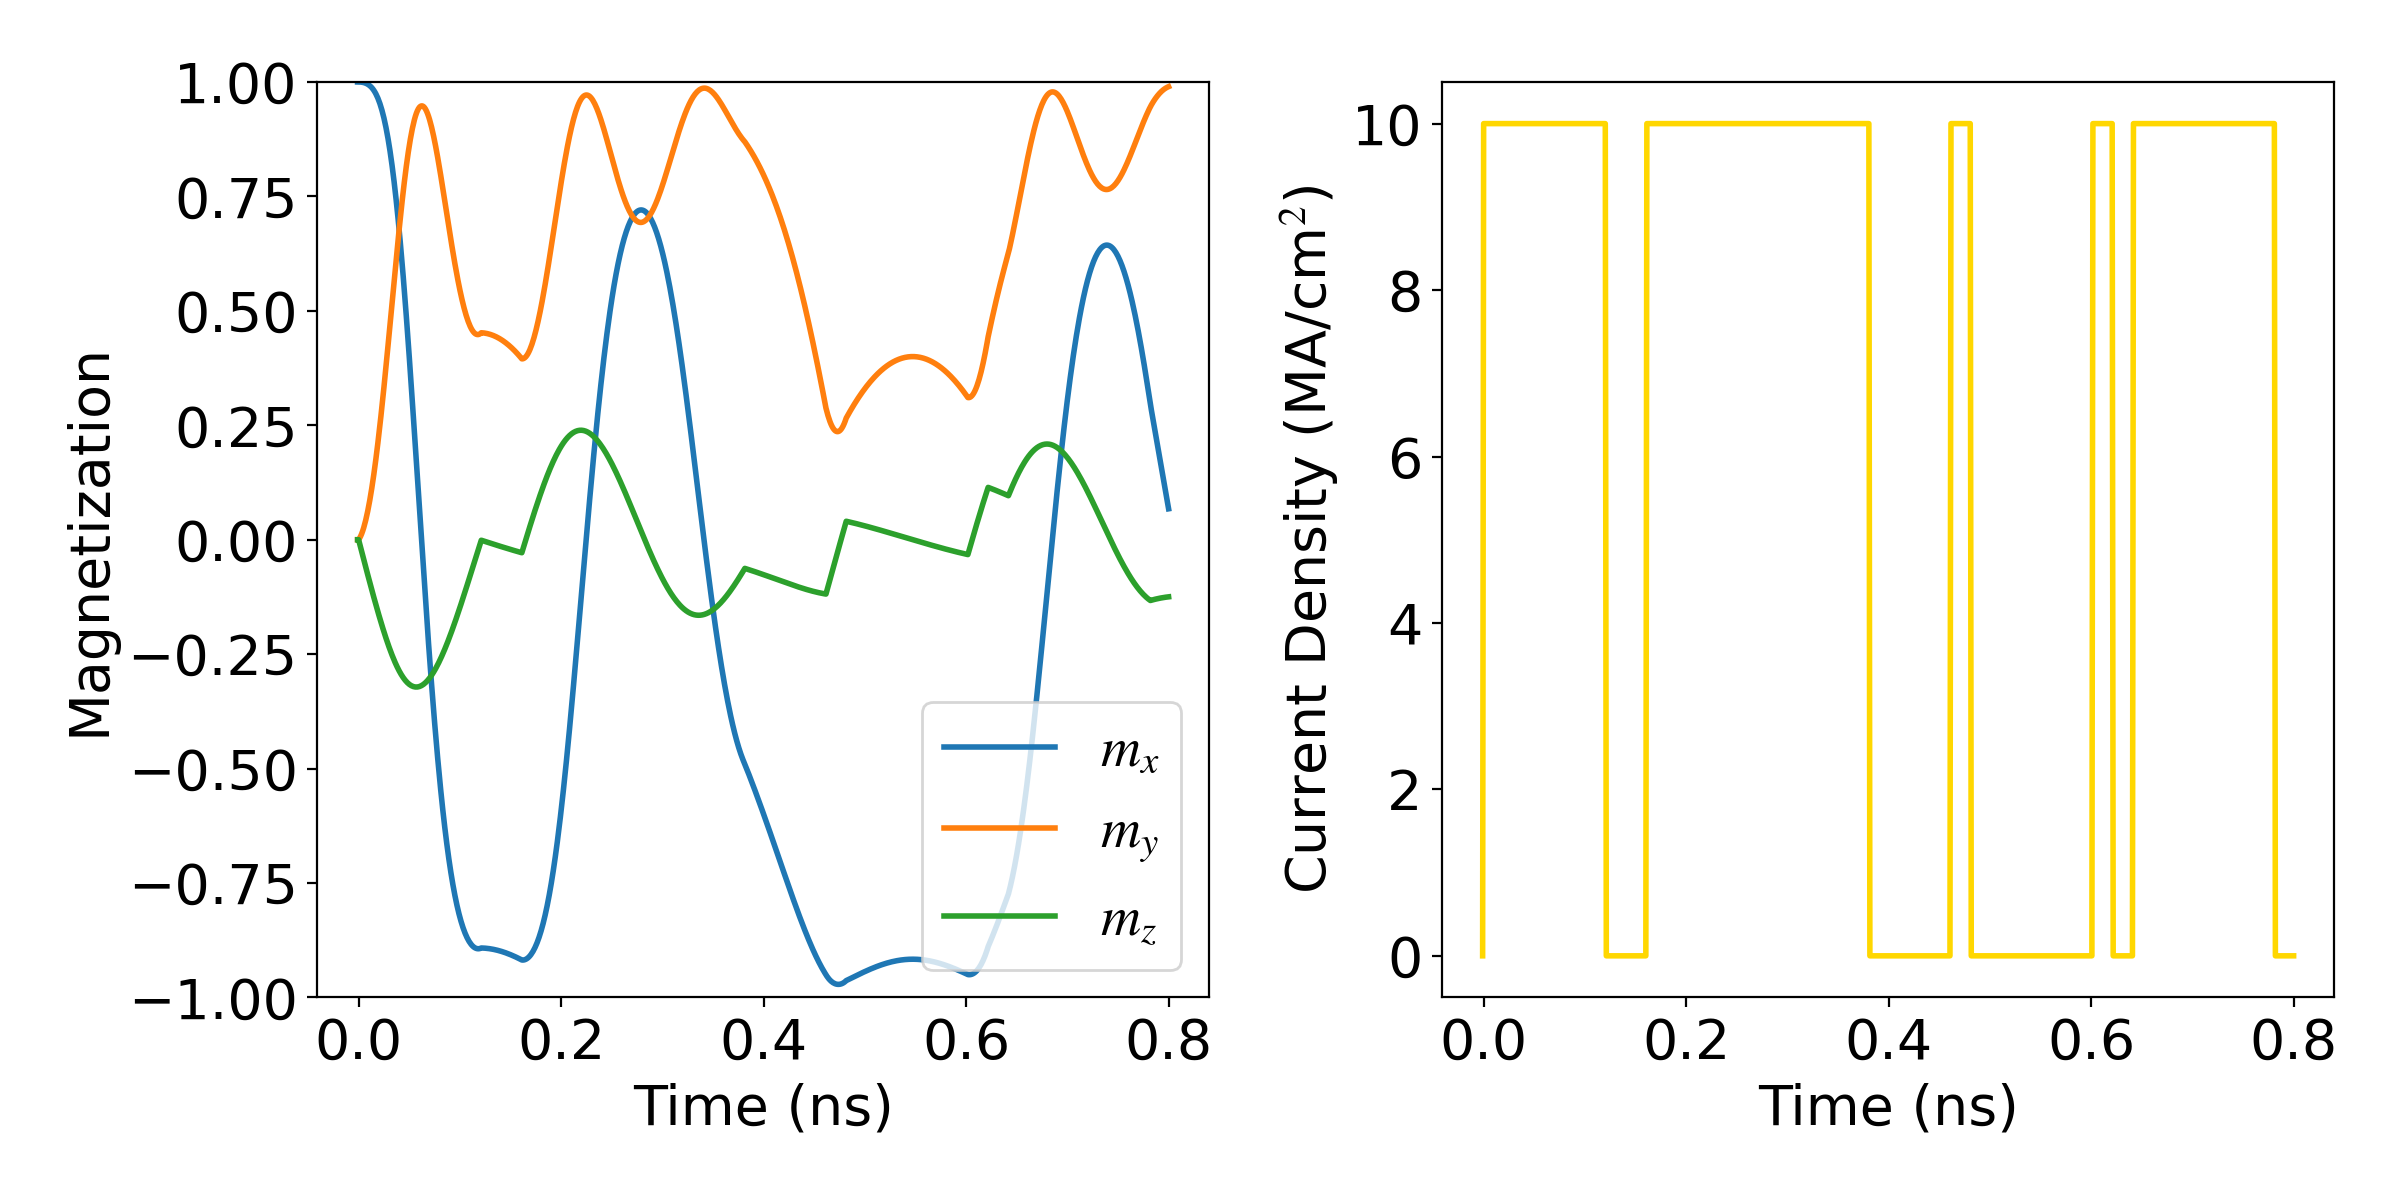 Magnetization
1.00
0.75
0.50
0.25
0.00
−0.25
−0.50
−0.75
−1.00
0.0 0.2 0.4 0.6 0.8
Time (ns)
m_x
m_y
m_z
Current Density (MA/cm²)
10
8
6
4
2
0
0.0 0.2 0.4 0.6 0.8
Time (ns)